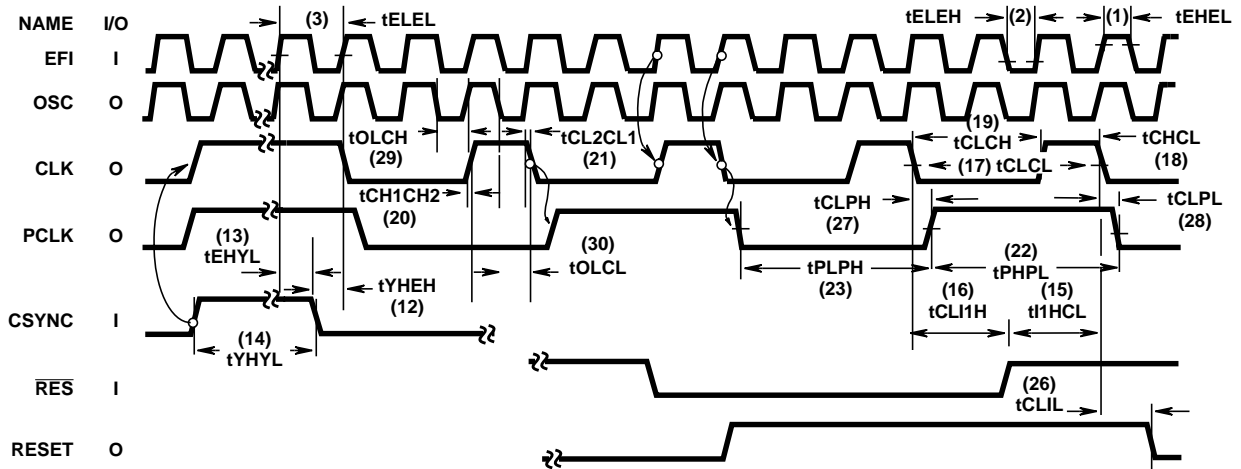 NAME I/O (3) tELEL tELEH (2) (1) tEHEL
EFI I
OSC O
tOLCH (29) tCL2CL1 (21) (19) tCLCH (17) tCLCL tCHCL (18)
CLK O
tCH1CH2 (20) tCLPH (27) tCLPL (28)
PCLK O
(13) tEHYL (30) tOLCL tPLPH (23) (22) tPHPL
tYHEH (12) (16) tCLI1H (15) tI1HCL
CSYNC I
(14) tYHYL
RES I
(26) tCLIL
RESET O